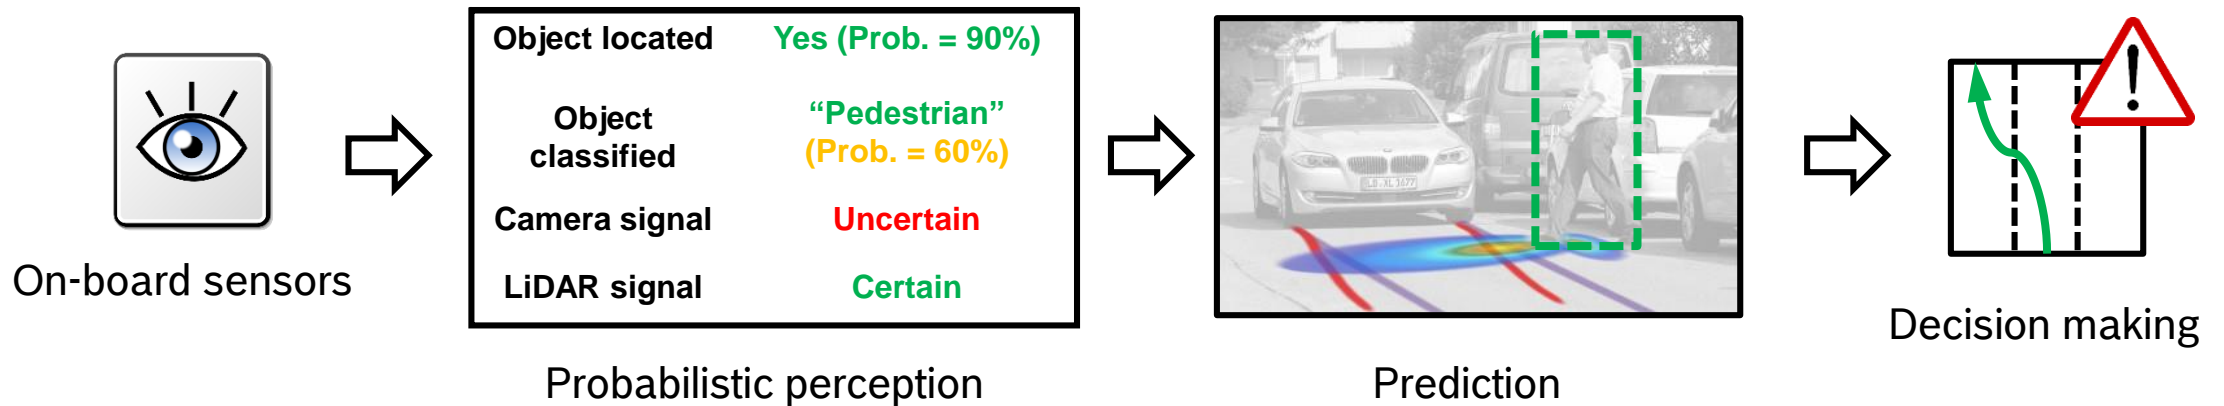 Object located Yes (Prob. = 90%)
Object classified “Pedestrian” (Prob. = 60%)
Camera signal Uncertain
LiDAR signal Certain
On-board sensors
Probabilistic perception
Prediction
Decision making